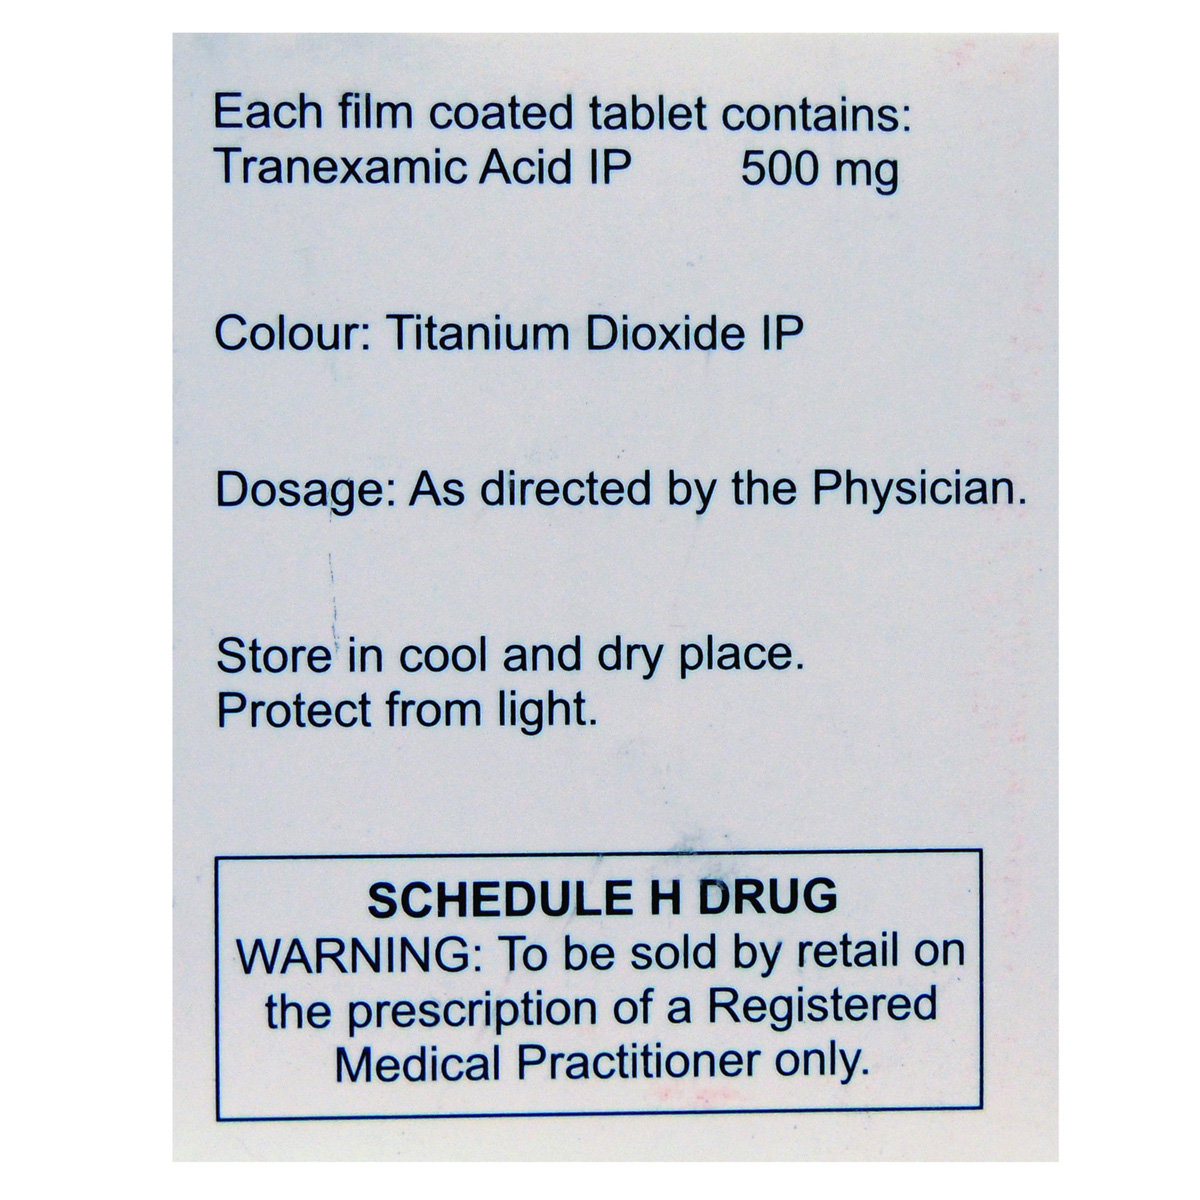 Each film coated tablet contains:
Tranexamic Acid IP 500 mg
Colour: Titanium Dioxide IP
Dosage: As directed by the Physician.
Store in cool and dry place.
Protect from light.
SCHEDULE H DRUG
WARNING: To be sold by retail on
the prescription of a Registered
Medical Practitioner only.